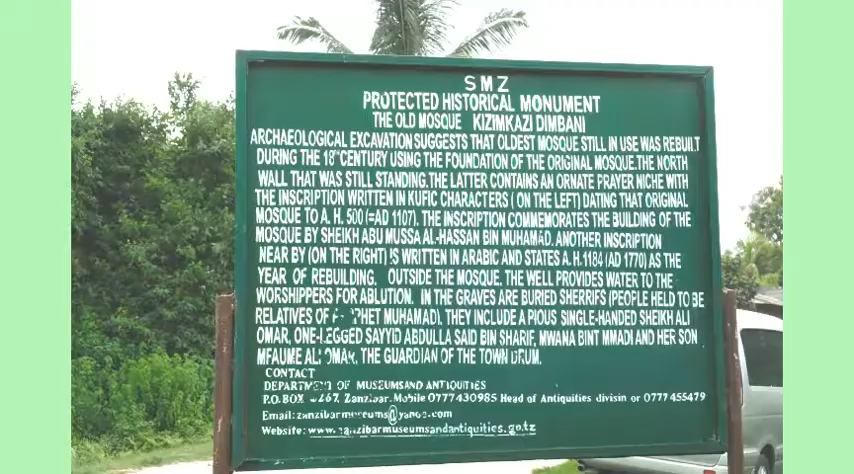 SMZ
PROTECTED HISTORICAL MONUMENT
THE OLD MOSQUE KIZIMKAZI DIMBANI
ARCHAEOLOGICAL EXCAVATION SUGGESTS THAT OLDEST MOSQUE STILL IN USE WAS REBUILT
DURING THE 18TH CENTURY USING THE FOUNDATION OF THE ORIGINAL MOSQUE.THE NORTH
WALL THAT WAS STILL STANDING.THE LATTER CONTAINS AN ORNATE PRAYER NICHE WITH
THE INSCRIPTION WRITTEN IN KUFIC CHARACTERS ( ON THE LEFT) DATING THAT ORIGINAL
MOSQUE TO A. H. 500 (=AD 1107). THE INSCRIPTION COMMEMORATES THE BUILDING OF THE
MOSQUE BY SHEIKH ABU MUSSA AL-HASSAN BIN MUHAMAD. ANOTHER INSCRIPTION
NEAR BY (ON THE RIGHT) IS WRITTEN IN ARABIC AND STATES A. H.1184 (AD 1770) AS THE
YEAR OF REBUILDING. OUTSIDE THE MOSQUE, THE WELL PROVIDES WATER TO THE
WORSHIPPERS FOR ABLUTION. IN THE GRAVES ARE BURIED SHERRIFS (PEOPLE HELD TO BE
RELATIVES OF MUHAMAD). THEY INCLUDE A PIOUS SINGLE-HANDED SHEIKH ALI
OMAR, ONE-LEGGED SAYYID ABDULLA SAID BIN SHARIF, MWANA BINT MMADI AND HER SON
MFAUME ALI OMAR, THE GUARDIAN OF THE TOWN DRUM.
CONTACT
DEPARTMENT OF MUSEUMSAND ANTIQUITIES
P.O.BOX Zanzibar. Mobile 0777430985 Head of Antiquities divisin or 0777 455479
Email: zanzibarmuseums@yahoo.com
Website: www.zanzibarmuseumsandantiquities.go.tz